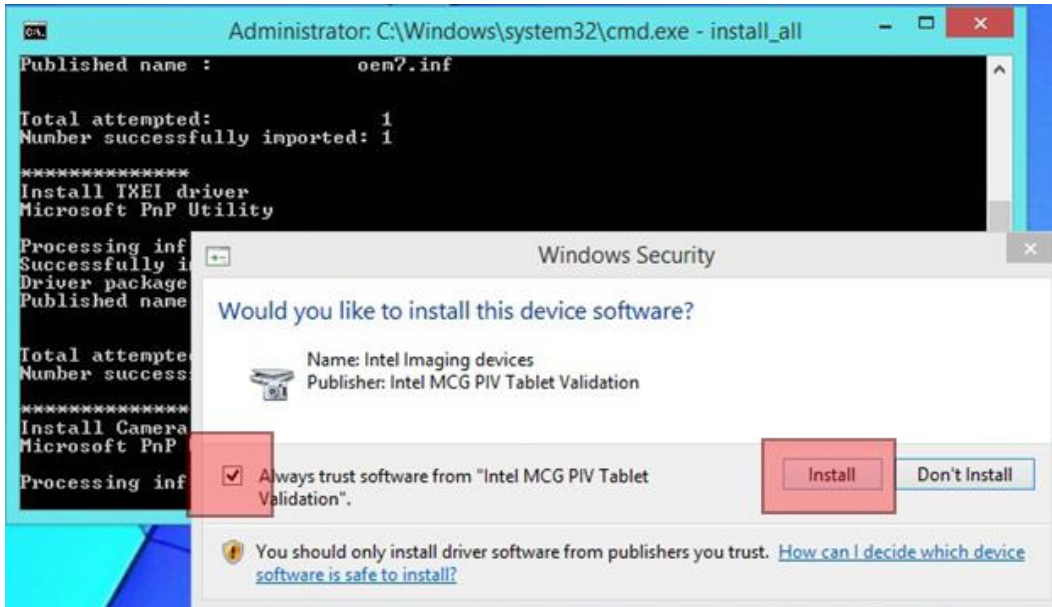 Administrator: C:\Windows\system32\cmd.exe - install_all
Published name : oem7.inf
Total attempted: 1
Number successfully imported: 1
**************
Install TXEI driver
Microsoft PnP Utility
Processing inf
Successfully i
Driver package
Published name
Total attempte
Number success
**************
Install Camera
Microsoft PnP
Processing inf
Windows Security
Would you like to install this device software?
Name: Intel Imaging devices
Publisher: Intel MCG PIV Tablet Validation
Always trust software from "Intel MCG PIV Tablet
Validation".
Install
Don't Install
You should only install driver software from publishers you trust. How can I decide which device
software is safe to install?